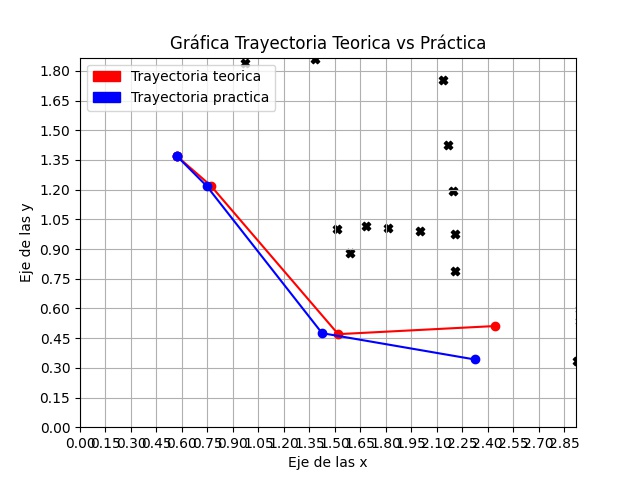 Gráfica Trayectoria Teorica vs Práctica
Trayectoria teorica
Trayectoria practica
Eje de las y
1.80
1.65
1.50
1.35
1.20
1.05
0.90
0.75
0.60
0.45
0.30
0.15
0.00
0.00 0.15 0.30 0.45 0.60 0.75 0.90 1.05 1.20 1.35 1.50 1.65 1.80 1.95 2.10 2.25 2.40 2.55 2.70 2.85
Eje de las x